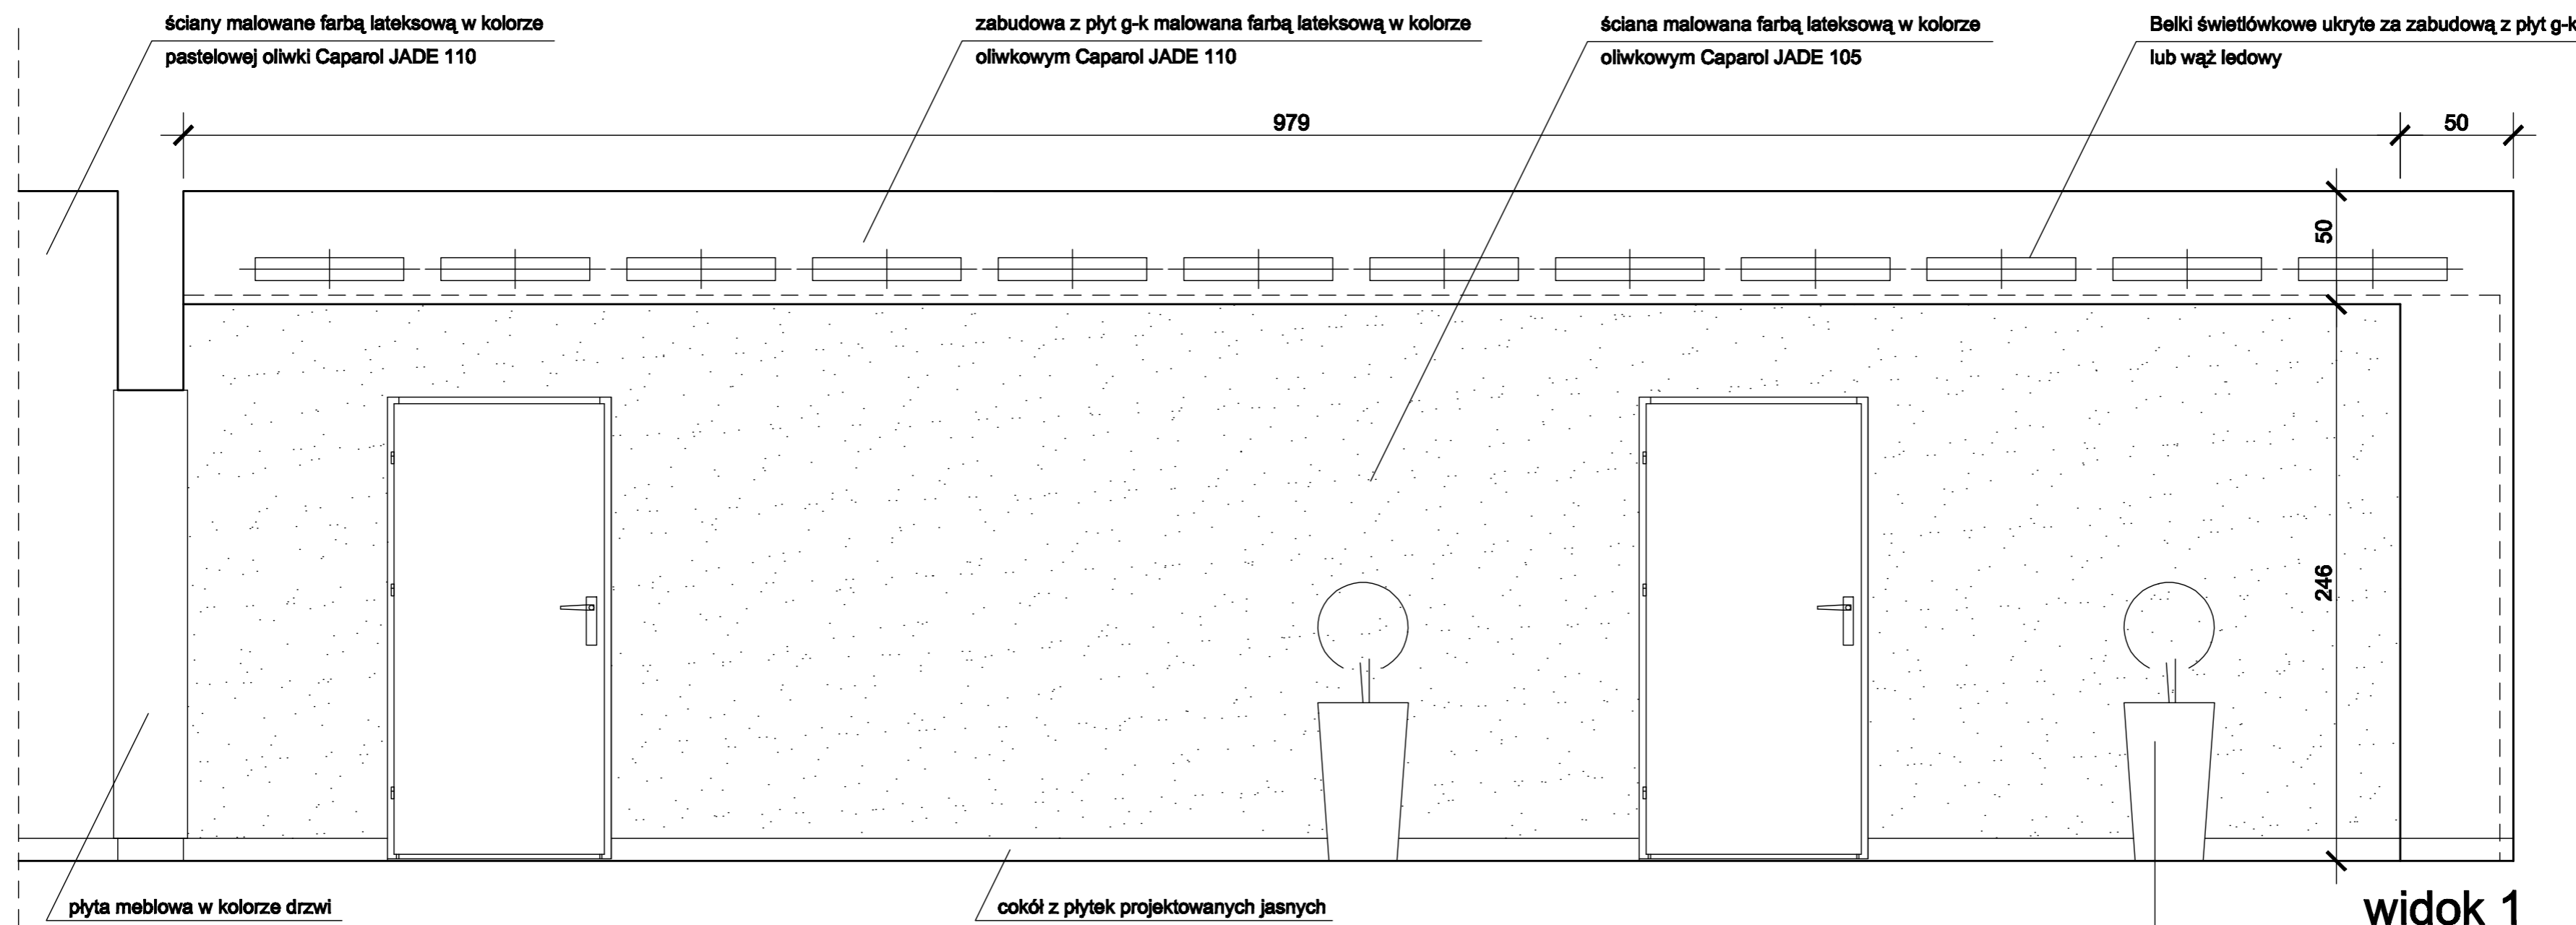 ściany malowane farbą lateksową w kolorze
pastelowej oliwki Caparol JADE 110
zabudowa z płyt g-k malowana farbą lateksową w kolorze
oliwkowym Caparol JADE 110
ściana malowana farbą lateksową w kolorze
oliwkowym Caparol JADE 105
Belki świetlówkowe ukryte za zabudową z płyt g-k
lub wąż ledowy
979
50
50
246
płyta meblowa w kolorze drzwi
cokół z płytek projektowanych jasnych
widok 1